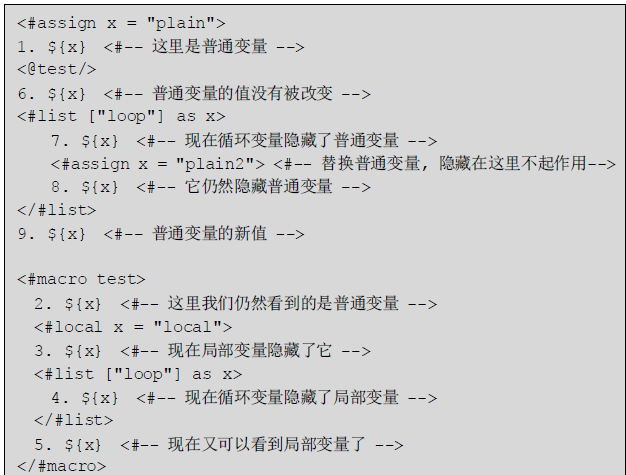 <#assign x = "plain">
1. ${x}  <#-- 这里是普通变量 -->
<@test/>
6. ${x}  <#-- 普通变量的值没有被改变 -->
<#list ["loop"] as x>
    7. ${x}  <#-- 现在循环变量隐藏了普通变量 -->
    <#assign x = "plain2"> <#-- 替换普通变量, 隐藏在这里不起作用-->
    8. ${x}  <#-- 它仍然隐藏普通变量 -->
</#list>
9. ${x}  <#-- 普通变量的新值 -->

<#macro test>
  2. ${x}  <#-- 这里我们仍然看到的是普通变量 -->
  <#local x = "local">
  3. ${x}  <#-- 现在局部变量隐藏了它 -->
  <#list ["loop"] as x>
    4. ${x}  <#-- 现在循环变量隐藏了局部变量 -->
  </#list>
  5. ${x}  <#-- 现在又可以看到局部变量了 -->
</#macro>